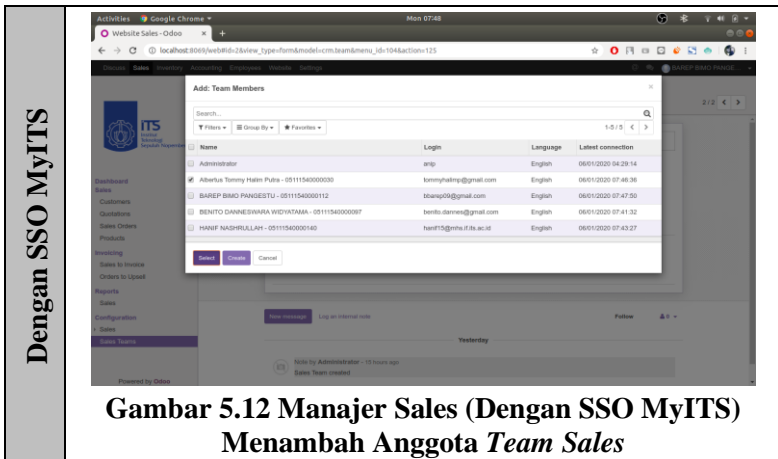 Dengan SSO MyITS
Activities Google Chrome Mon 07:48
Website Sales - Odoo
localhost:8069/web#id=2&view_type=form&model=crm.team&menu_id=104&action=125
Discuss Sales Inventory Accounting Employees Website Settings BAREP BIMO PANGE...
2 / 2
Add: Team Members
Search...
Filters Group By Favorites 1-5 / 5
Name Login Language Latest connection
Administrator anip English 06/01/2020 04:29:14
Albertus Tommy Halim Putra - 05111540000030 tommyhalimp@gmail.com English 06/01/2020 07:46:36
BAREP BIMO PANGESTU - 05111540000112 bbarep09@gmail.com English 06/01/2020 07:47:50
BENITO DANNESWARA WIDYATAMA - 05111540000097 benito.dannes@gmail.com English 06/01/2020 07:41:32
HANIF NASHRULLAH - 05111540000140 hanif15@mhs.if.its.ac.id English 06/01/2020 07:43:27
Select Create Cancel
ITS
Institut
Teknologi
Sepuluh Nopember
Dashboard
Sales
Customers
Quotations
Sales Orders
Products
Invoicing
Sales to Invoice
Orders to Upsell
Reports
Sales
Configuration
Sales
Sales Teams
Powered by Odoo
New message Log an internal note Follow
Yesterday
Note by Administrator - 15 hours ago
Sales Team created
Gambar 5.12 Manajer Sales (Dengan SSO MyITS)
Menambah Anggota Team Sales